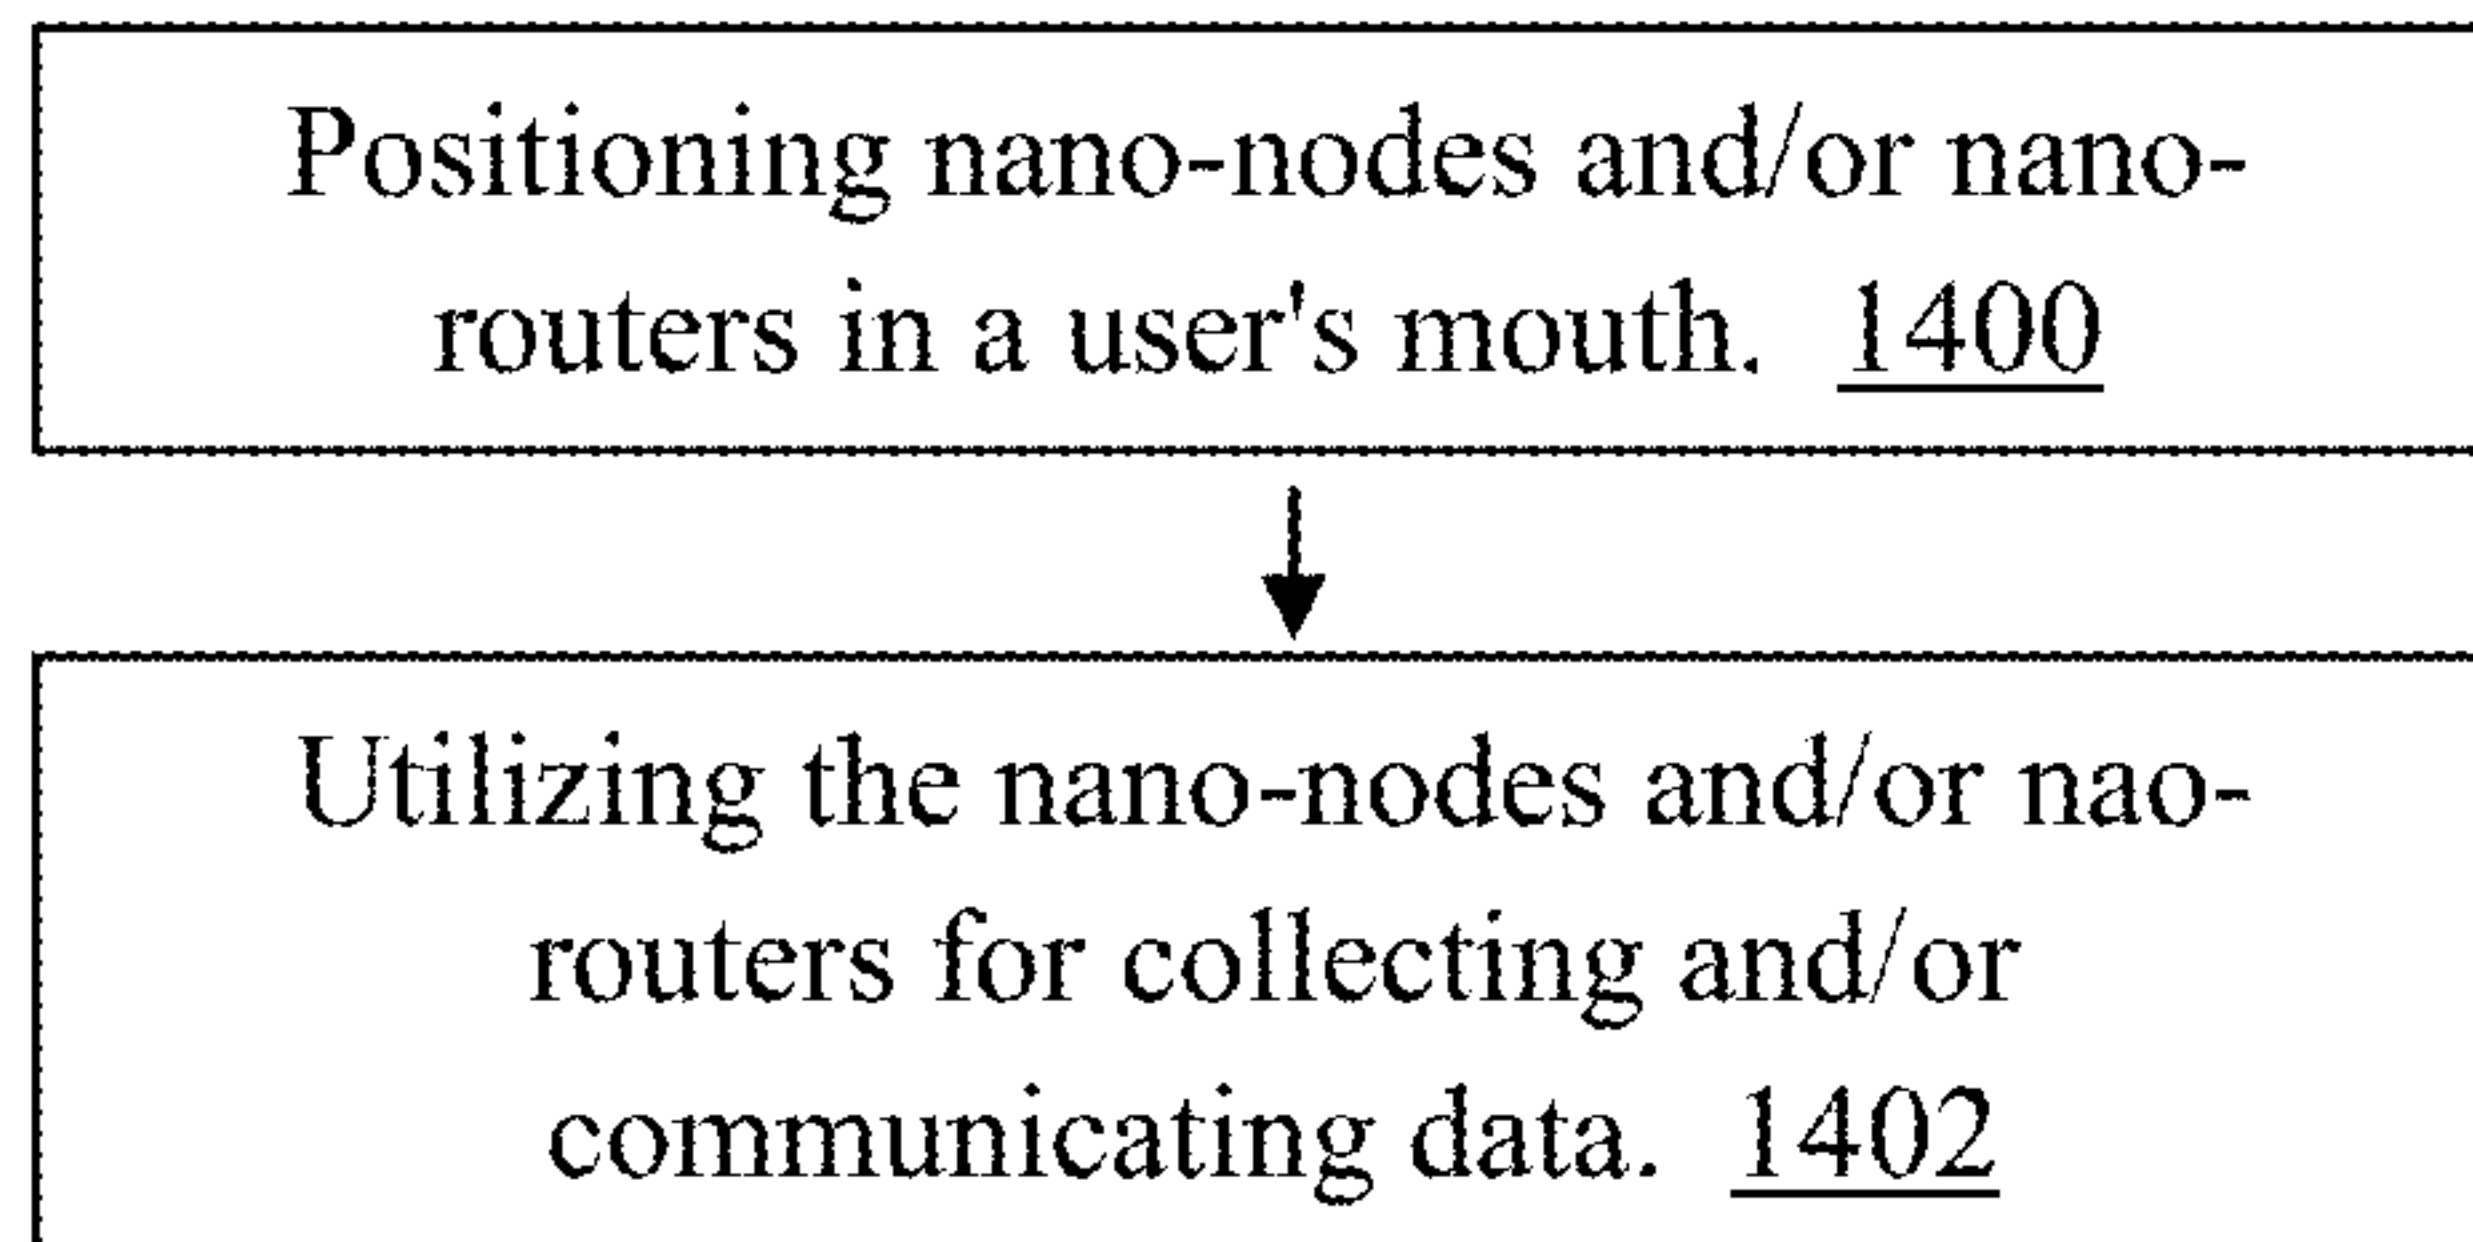 Positioning nano-nodes and/or nano-
routers in a user's mouth. 1400
Utilizing the nano-nodes and/or nao-
routers for collecting and/or
communicating data. 1402